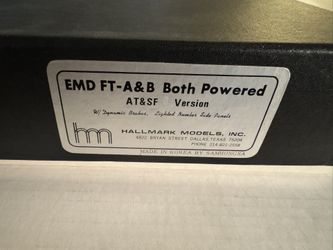 EMD FT-A&B Both Powered
AT&SF Version
W/ Dynamic Brakes, Lighted Number Side Panels
hm
HALLMARK MODELS, INC.
4822 BRYAN STREET DALLAS, TEXAS 75204
PHONE 214-821-2558
MADE IN KOREA BY SAMHONGSA